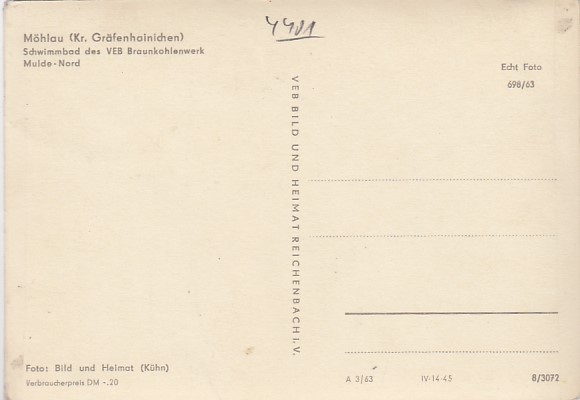 4401
Möhlau (Kr. Gräfenhainichen)
Schwimmbad des VEB Braunkohlenwerk
Mulde-Nord
Echt Foto
698/63
VEB BILD UND HEIMAT REICHENBACH I. V.
Foto: Bild und Heimat (Kühn)
Verbraucherpreis DM -.20
A 3/63
IV-14-45
8/3072